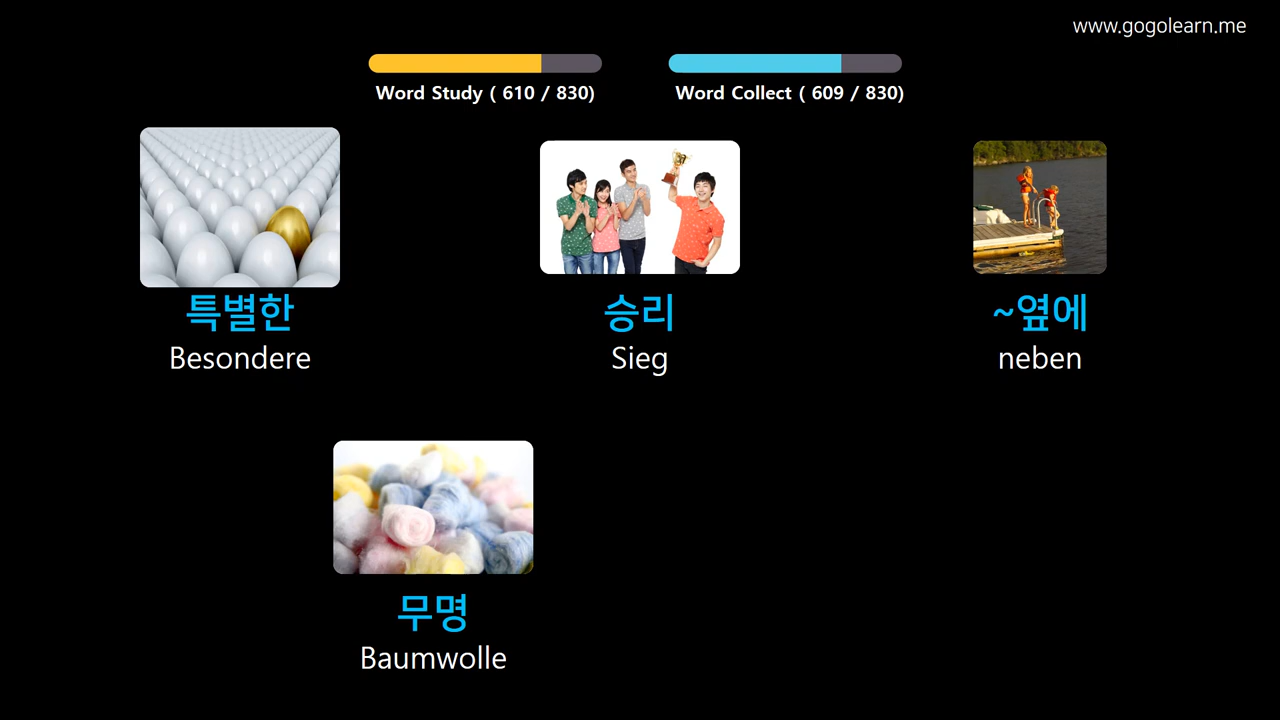 www.gogolearn.me
Word Study ( 610 / 830)
Word Collect ( 609 / 830)
특별한
Besondere
승리
Sieg
~옆에
neben
무명
Baumwolle